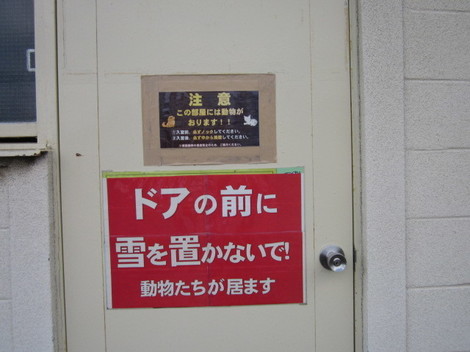 注意
この部屋には動物が
おります！！
ドアの前に
雪を置かないで!
動物たちが居ます